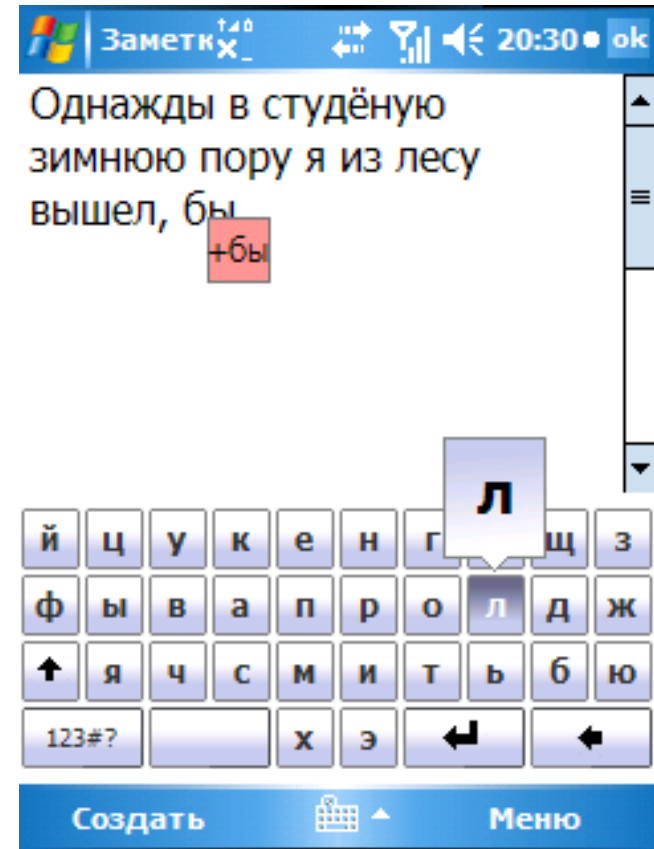 Заметк
20:30
ok
Однажды в студёную
зимнюю пору я из лесу
вышел, бы
+бы
л
й ц у к е н г щ з
ф ы в а п р о л д ж
я ч с м и т ь б ю
123#? х э
Создать Меню